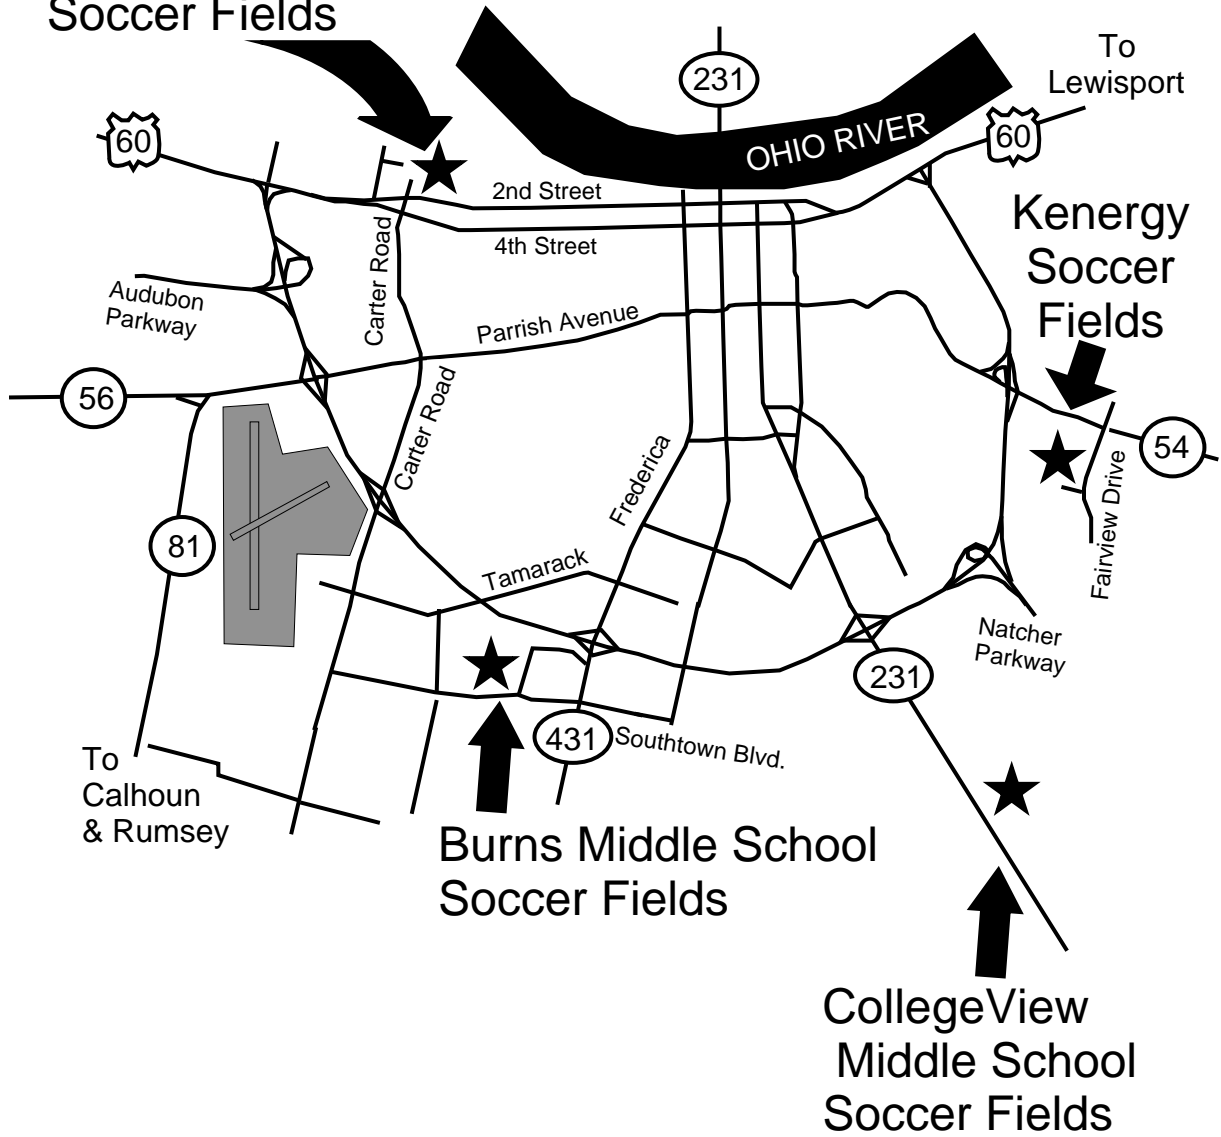 Soccer Fields
231
To
Lewisport
60
OHIO RIVER
60
2nd Street
4th Street
Kenergy
Soccer
Fields
Carter Road
Audubon
Parkway
Parrish Avenue
56
Carter Road
Frederica
54
Fairview Drive
81
Tamarack
Natcher
Parkway
231
431
Southtown Blvd.
To
Calhoun
& Rumsey
Burns Middle School
Soccer Fields
CollegeView
Middle School
Soccer Fields